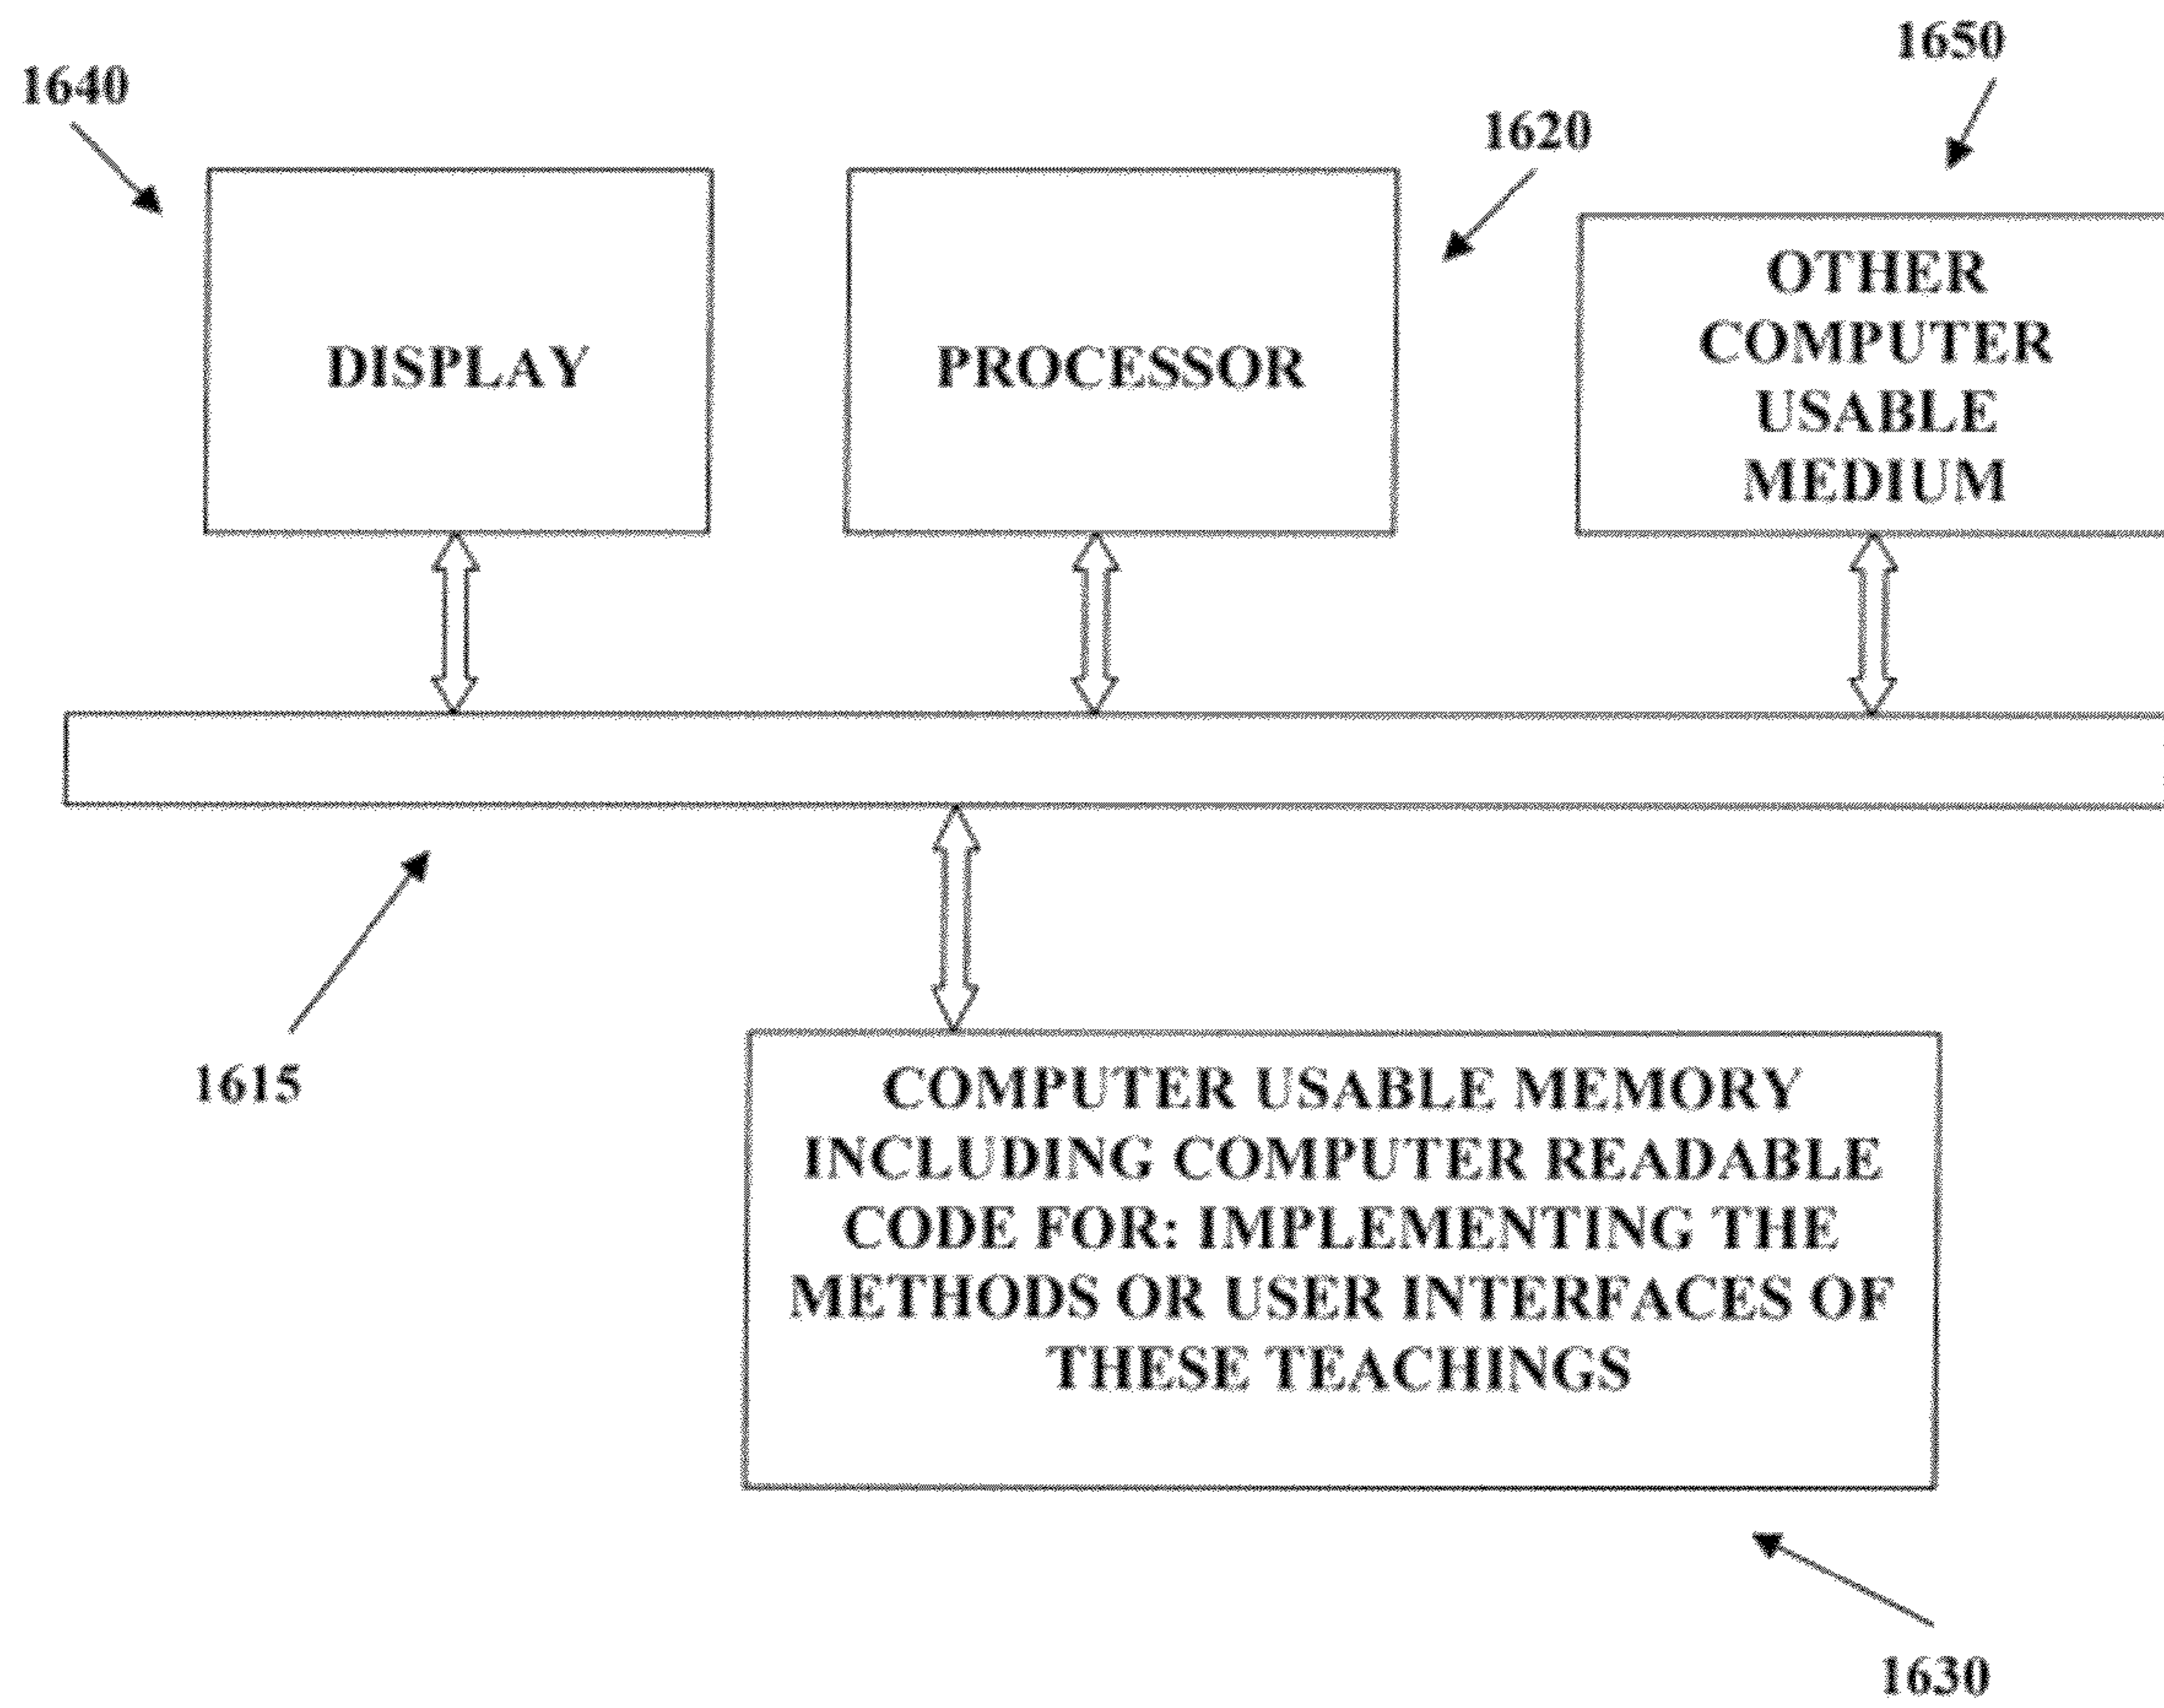 1640
1650
1620
DISPLAY
PROCESSOR
OTHER
COMPUTER
USABLE
MEDIUM
1615
COMPUTER USABLE MEMORY
INCLUDING COMPUTER READABLE
CODE FOR: IMPLEMENTING THE
METHODS OR USER INTERFACES OF
THESE TEACHINGS
1630